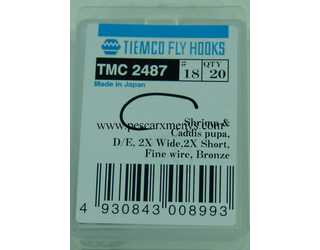 TIEMCO FLY HOOKS
TMC 2487
# 18
QTY 20
Made in Japan
www.pescarxmenys.com
Shrimp &
Caddis pupa,
D/E, 2X Wide,2X Short,
Fine wire, Bronze
4 930843 008993